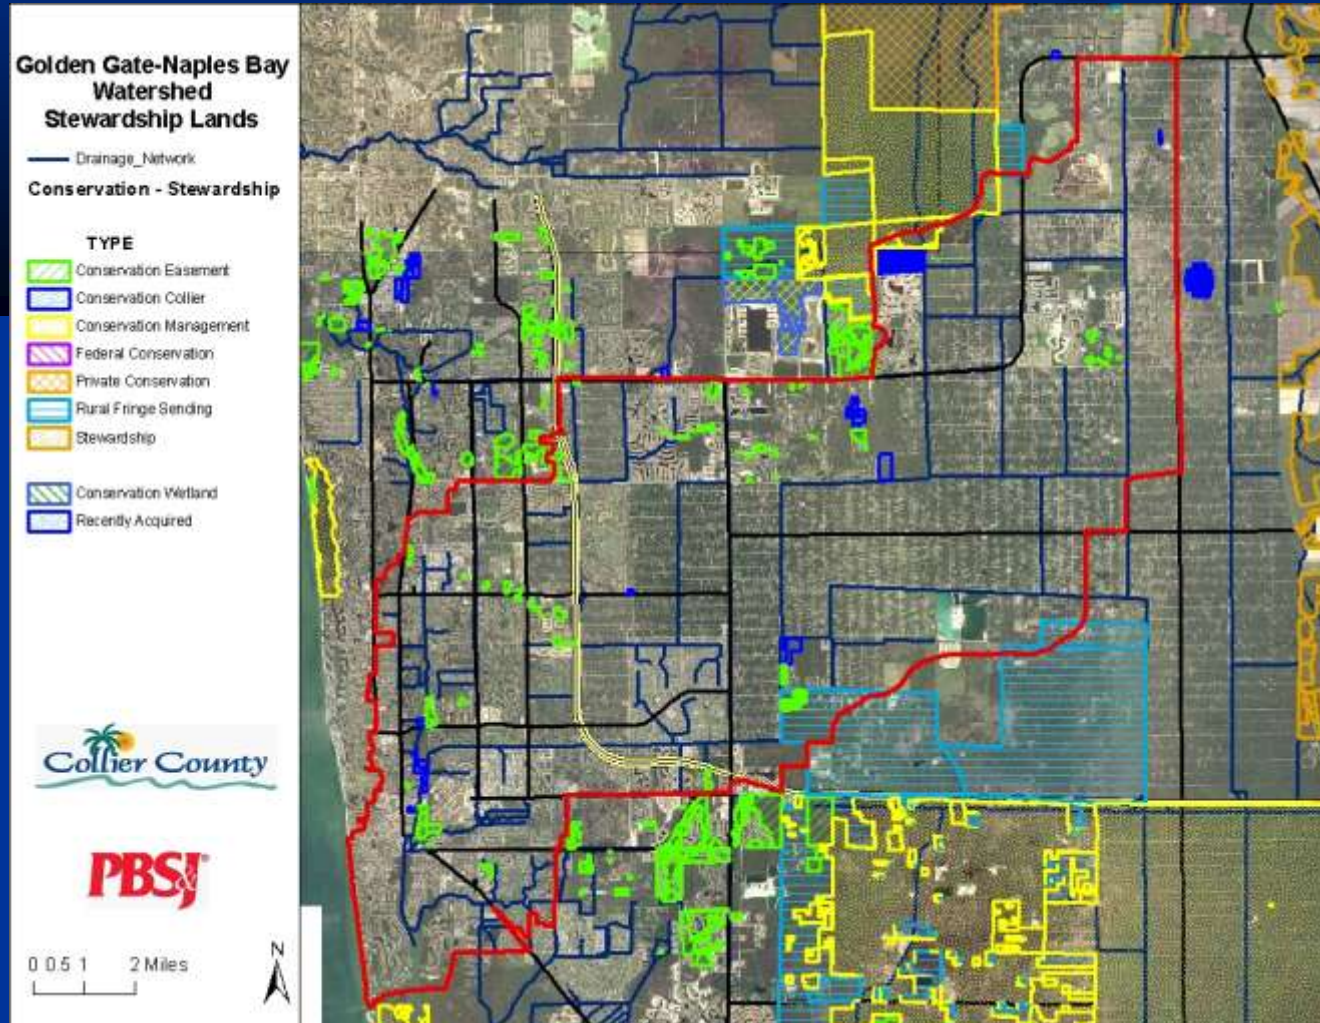 Golden Gate-Naples Bay
Watershed
Stewardship Lands
Drainage_Network
Conservation - Stewardship
TYPE
Conservation Easement
Conservation Collier
Conservation Management
Federal Conservation
Private Conservation
Rural Fringe Sending
Stewardship
Conservation Wetland
Recently Acquired
Collier County
PBS&J
N
0 0.5 1 2 Miles